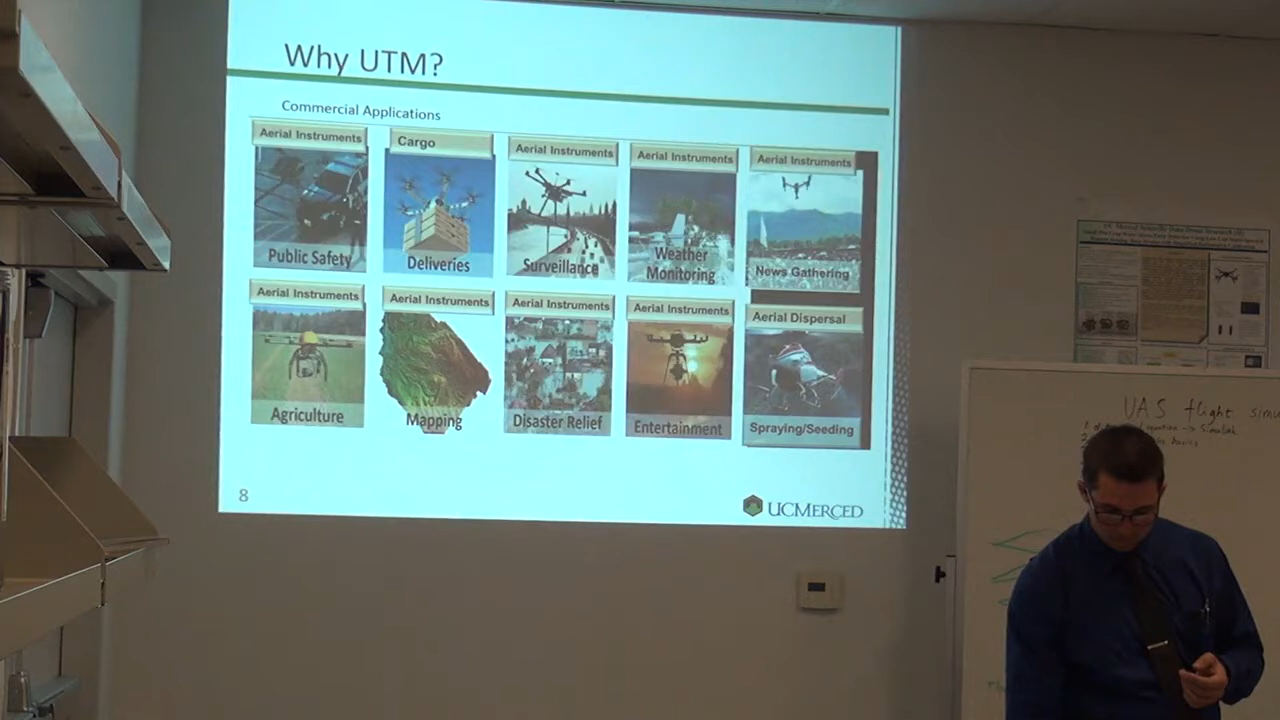 Why UTM?
Commercial Applications
Aerial Instruments
Public Safety
Cargo
Deliveries
Aerial Instruments
Surveillance
Aerial Instruments
Weather
Monitoring
Aerial Instruments
News Gathering
Aerial Instruments
Agriculture
Aerial Instruments
Mapping
Aerial Instruments
Disaster Relief
Aerial Instruments
Entertainment
Aerial Dispersal
Spraying/Seeding
8
UCMERCED
UAS flight simu